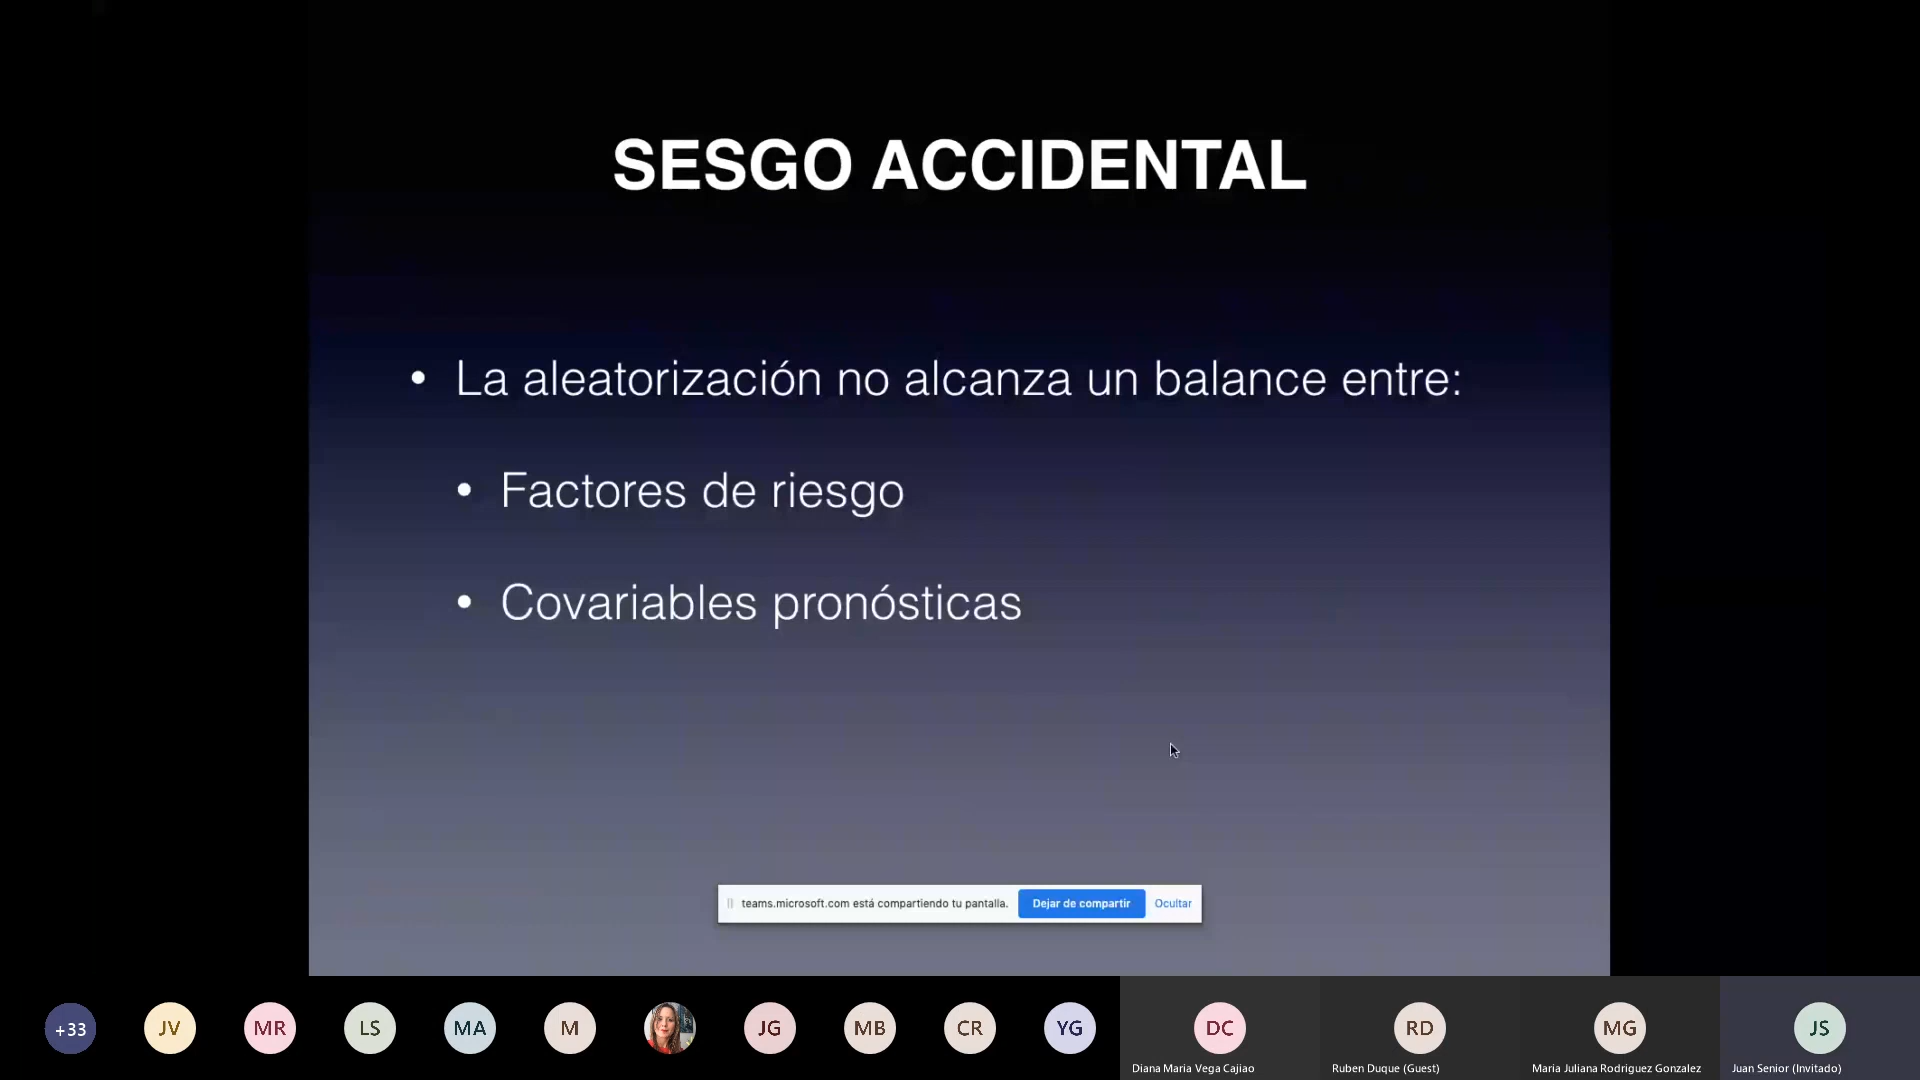 SESGO ACCIDENTAL
• La aleatorización no alcanza un balance entre:
• Factores de riesgo
• Covariables pronósticas
teams.microsoft.com está compartiendo tu pantalla. Dejar de compartir Ocultar
+33 JV MR LS MA M JG MB CR YG DC RD MG JS
Diana Maria Vega Cajiao Ruben Duque (Guest) Maria Juliana Rodriguez Gonzalez Juan Senior (Invitado)